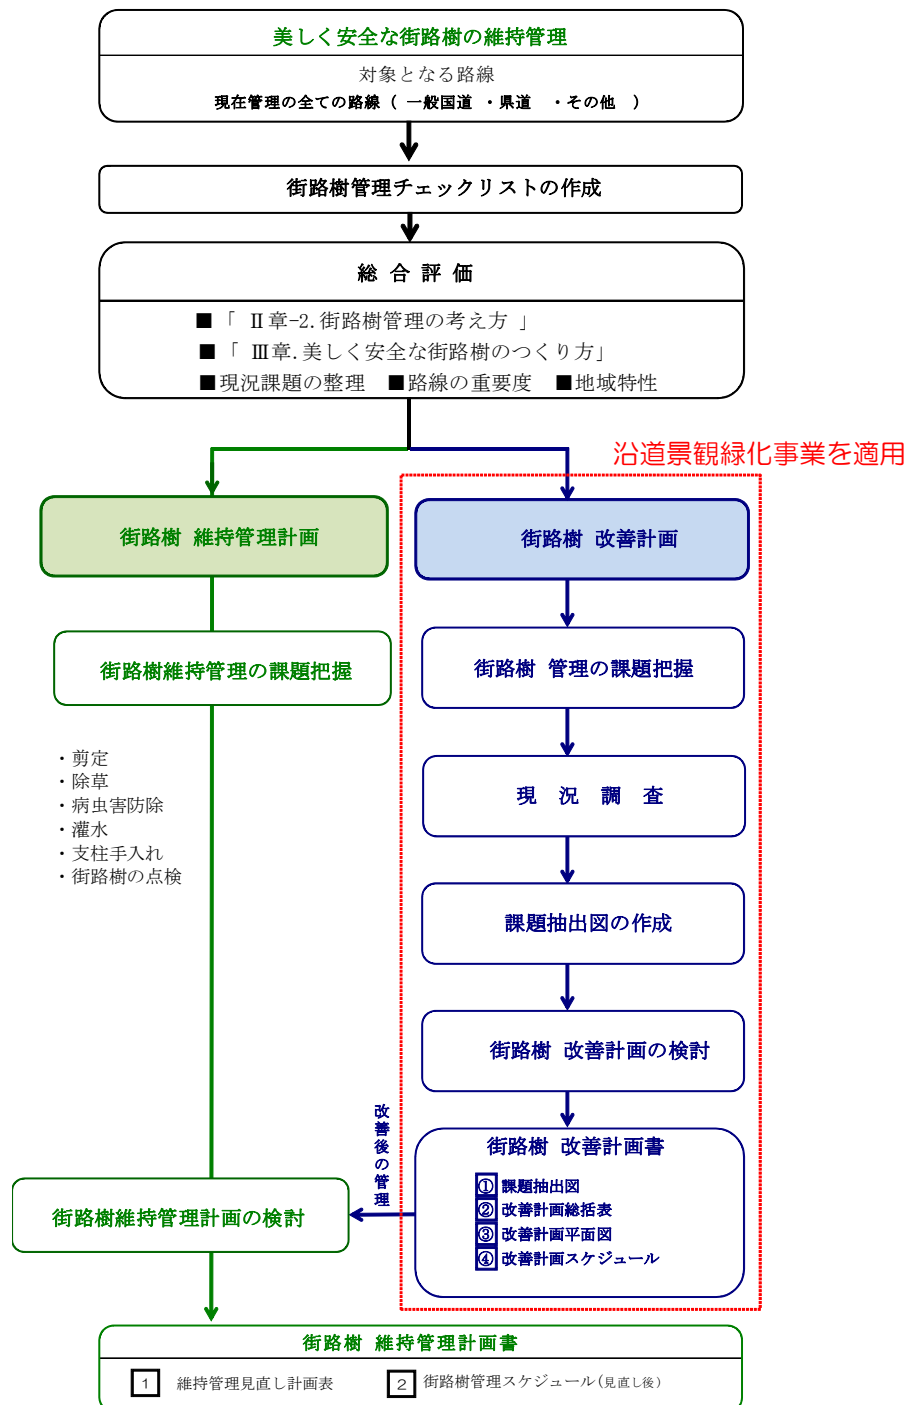 美しく安全な街路樹の維持管理
対象となる路線
現在管理の全ての路線（ 一般国道 ・県道 ・その他 ）
街路樹管理チェックリストの作成
総 合 評 価
■「 Ⅱ章-2.街路樹管理の考え方 」
■「 Ⅲ章.美しく安全な街路樹のつくり方」
■現況課題の整理 ■路線の重要度 ■地域特性
沿道景観緑化事業を適用
街路樹 維持管理計画
街路樹 改善計画
街路樹維持管理の課題把握
街路樹 管理の課題把握
・剪定
・除草
・病虫害防除
・灌水
・支柱手入れ
・街路樹の点検
現 況 調 査
課題抽出図の作成
街路樹 改善計画の検討
改善後の管理
街路樹 改善計画書
① 課題抽出図
② 改善計画総括表
③ 改善計画平面図
④ 改善計画スケジュール
街路樹維持管理計画の検討
街路樹 維持管理計画書
1 維持管理見直し計画表
2 街路樹管理スケジュール(見直し後)